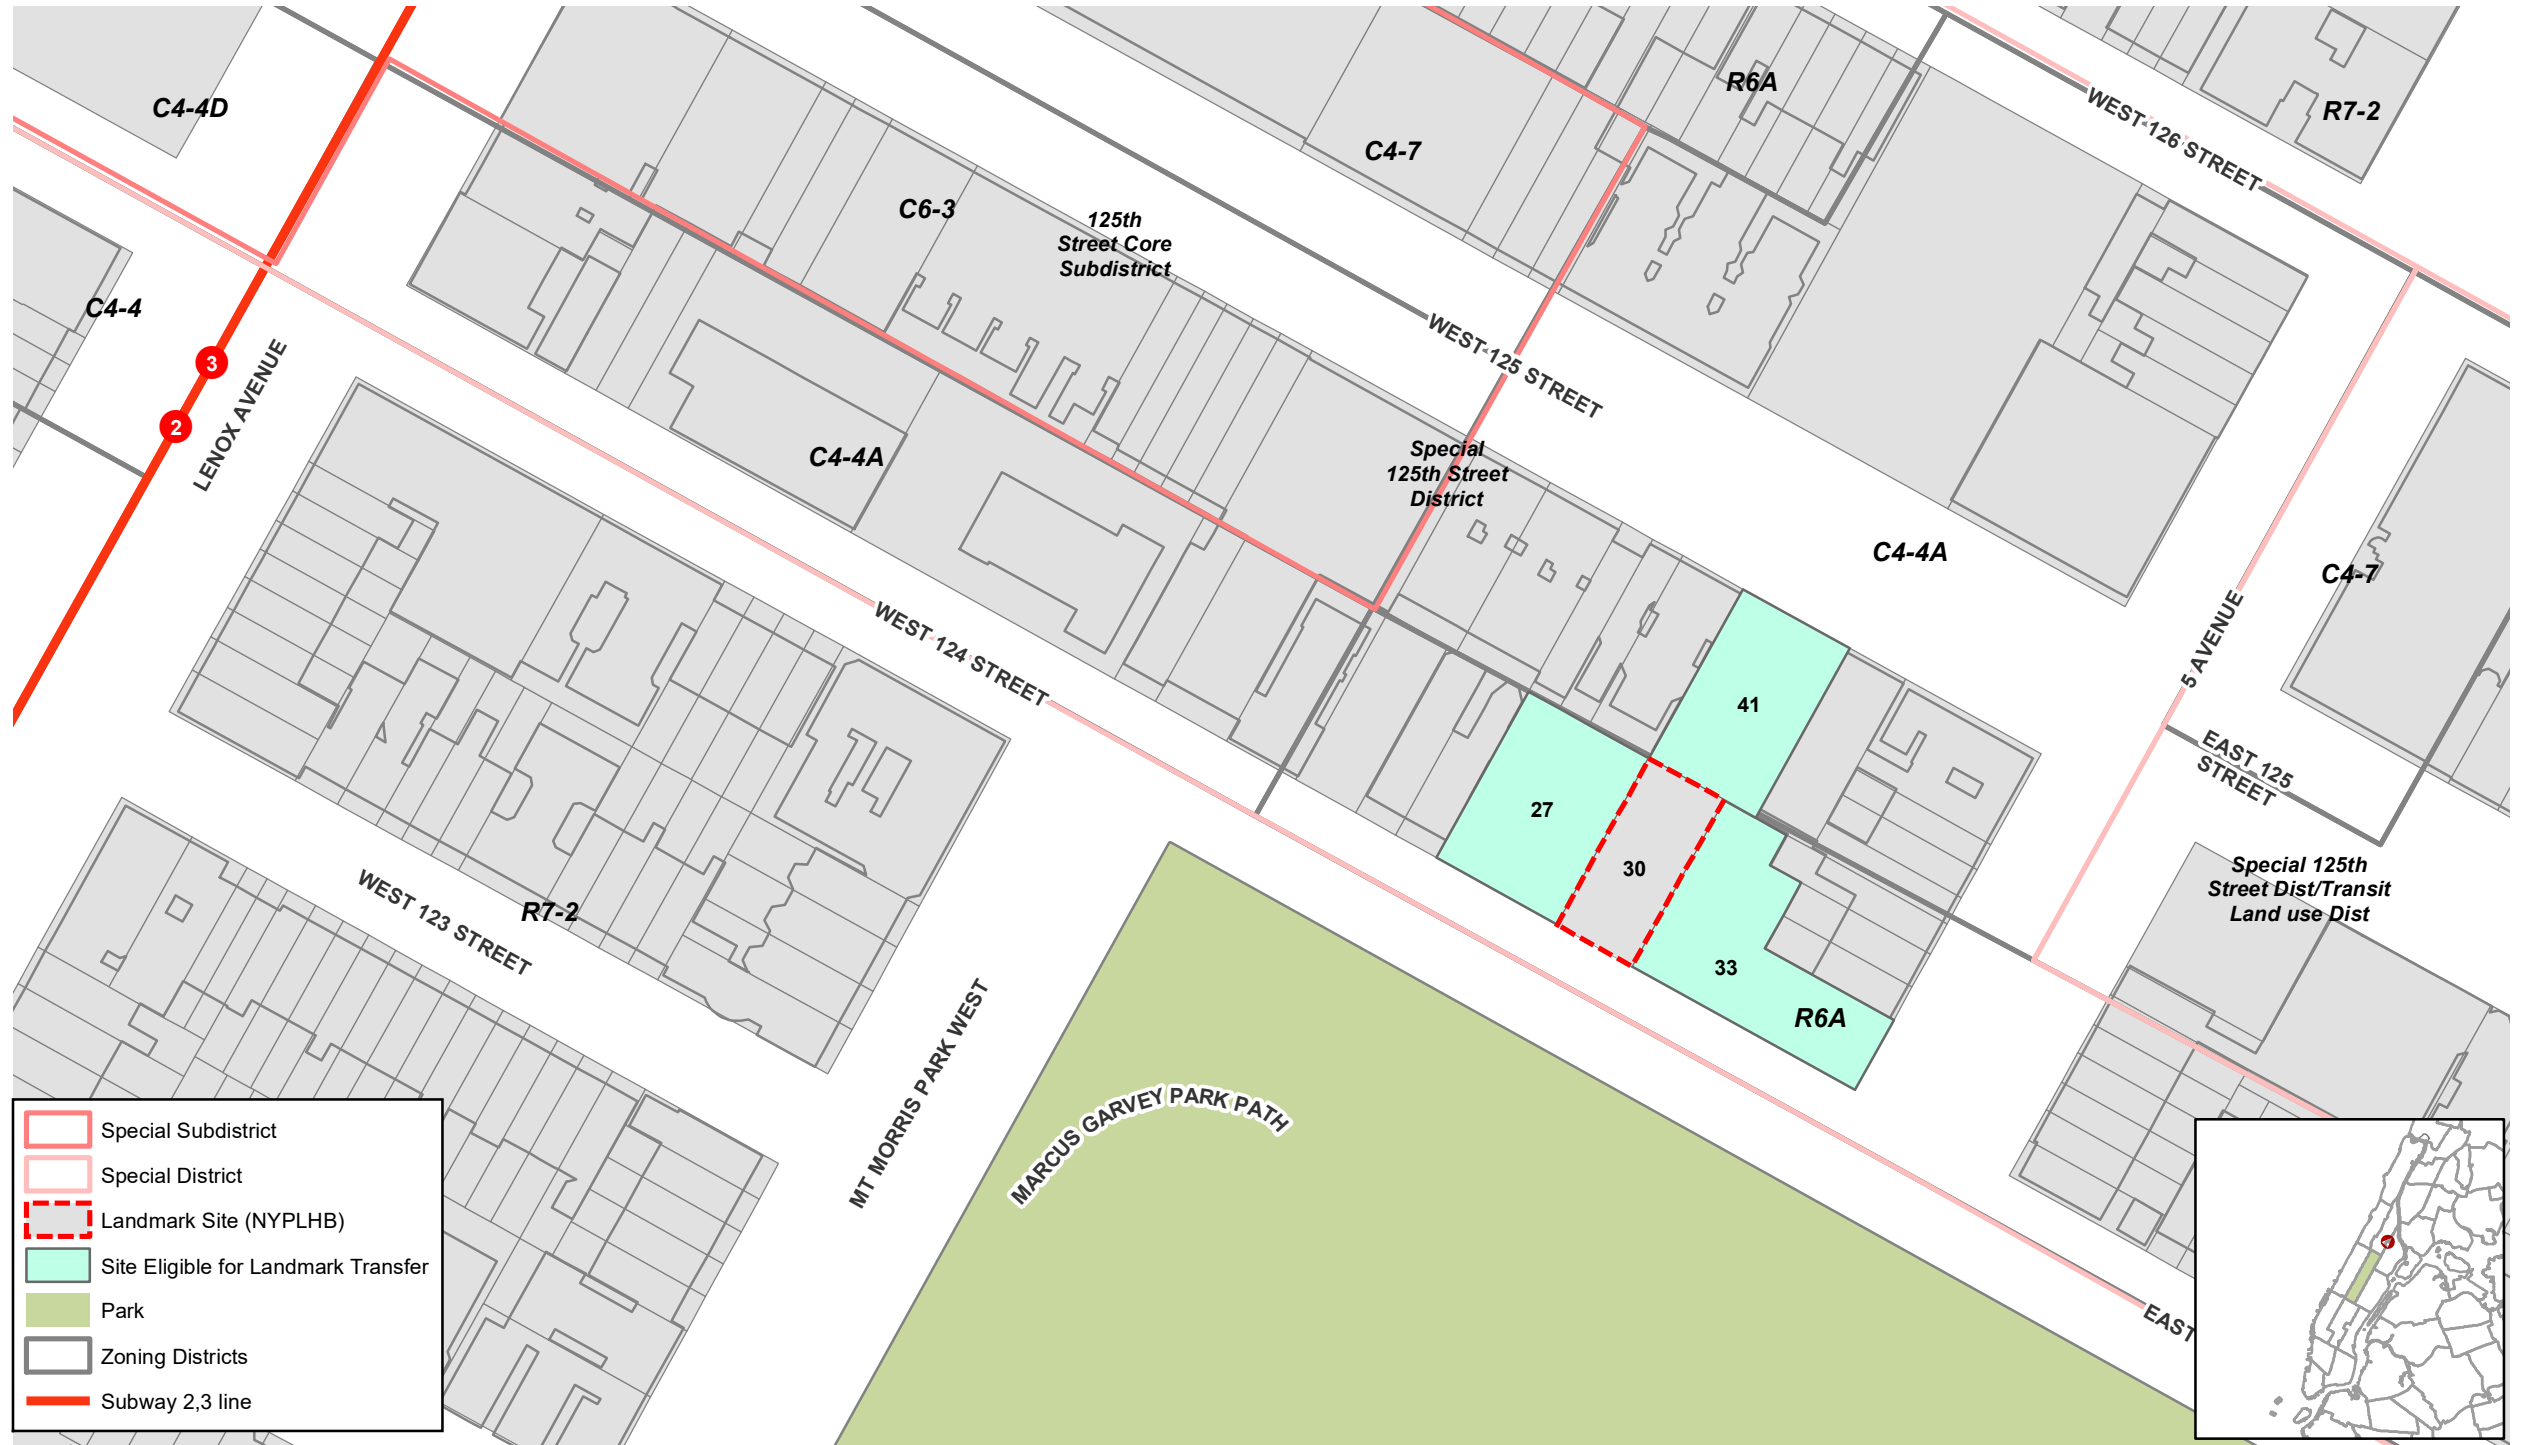 C4-4D
R6A
R7-2
WEST 126 STREET
C4-7
C6-3
125th
Street Core
Subdistrict
C4-4
3
2
LENOX AVENUE
WEST 125 STREET
C4-4A
Special
125th Street
District
C4-4A
C4-7
5 AVENUE
WEST 124 STREET
41
27
30
33
R6A
EAST 125
STREET
Special 125th
Street Dist/Transit
Land use Dist
WEST 123 STREET
R7-2
MT MORRIS PARK WEST
MARCUS GARVEY PARK PATH
EAST
Special Subdistrict
Special District
Landmark Site (NYPLHB)
Site Eligible for Landmark Transfer
Park
Zoning Districts
Subway 2,3 line